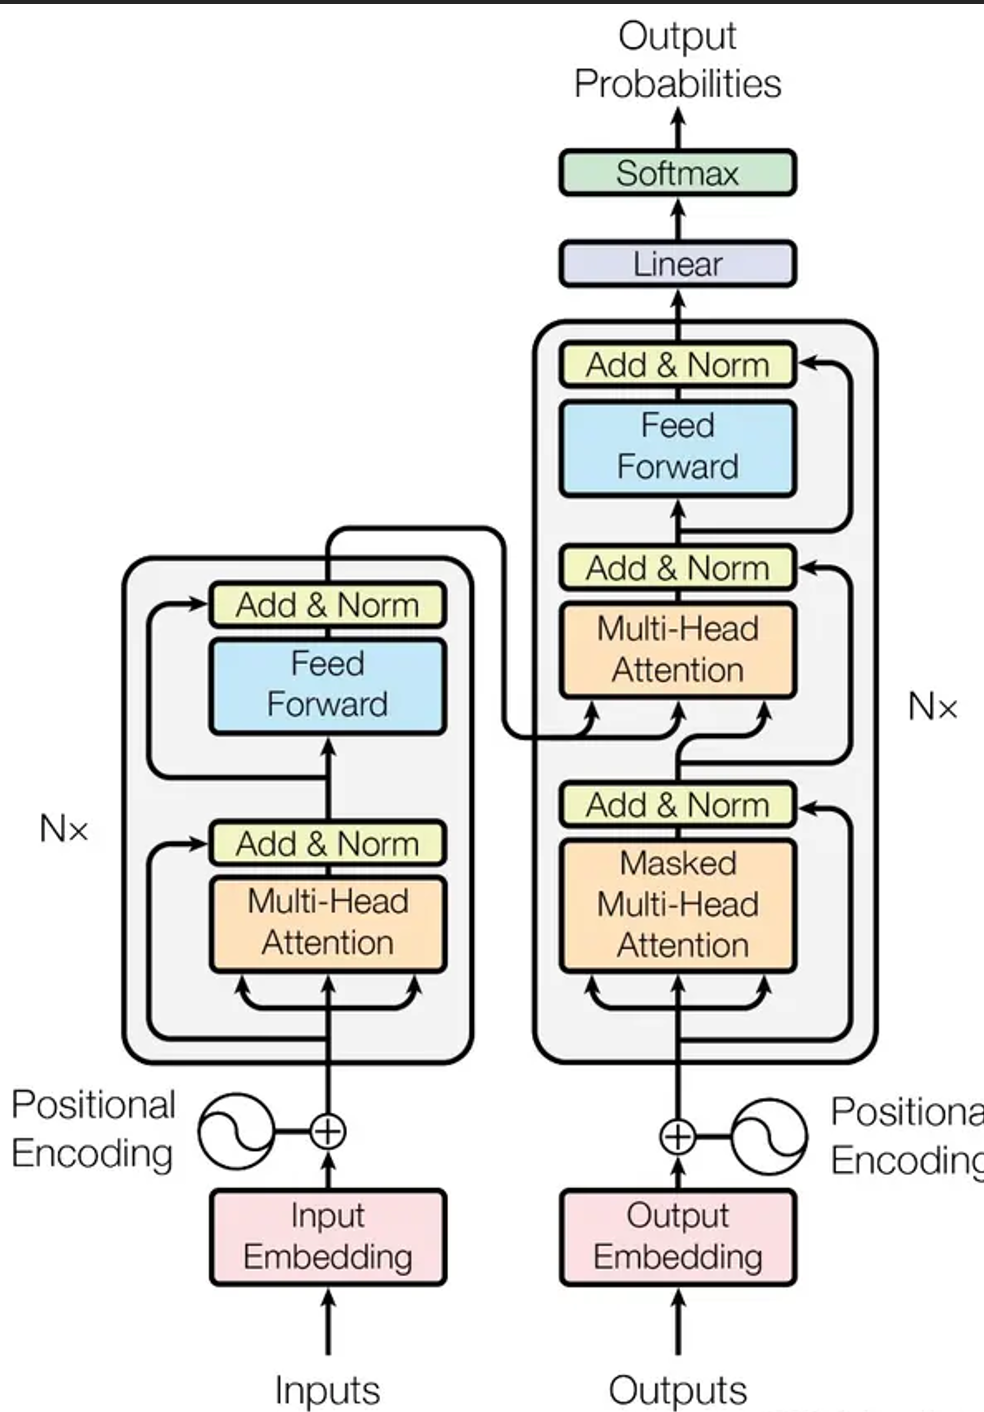 Output
Probabilities
Softmax
Linear
Add & Norm
Feed
Forward
Add & Norm
Multi-Head
Attention
Nx
Add & Norm
Masked
Multi-Head
Attention
Add & Norm
Feed
Forward
Nx
Add & Norm
Multi-Head
Attention
Positional
Encoding
Positiona
Encoding
Input
Embedding
Output
Embedding
Inputs
Outputs